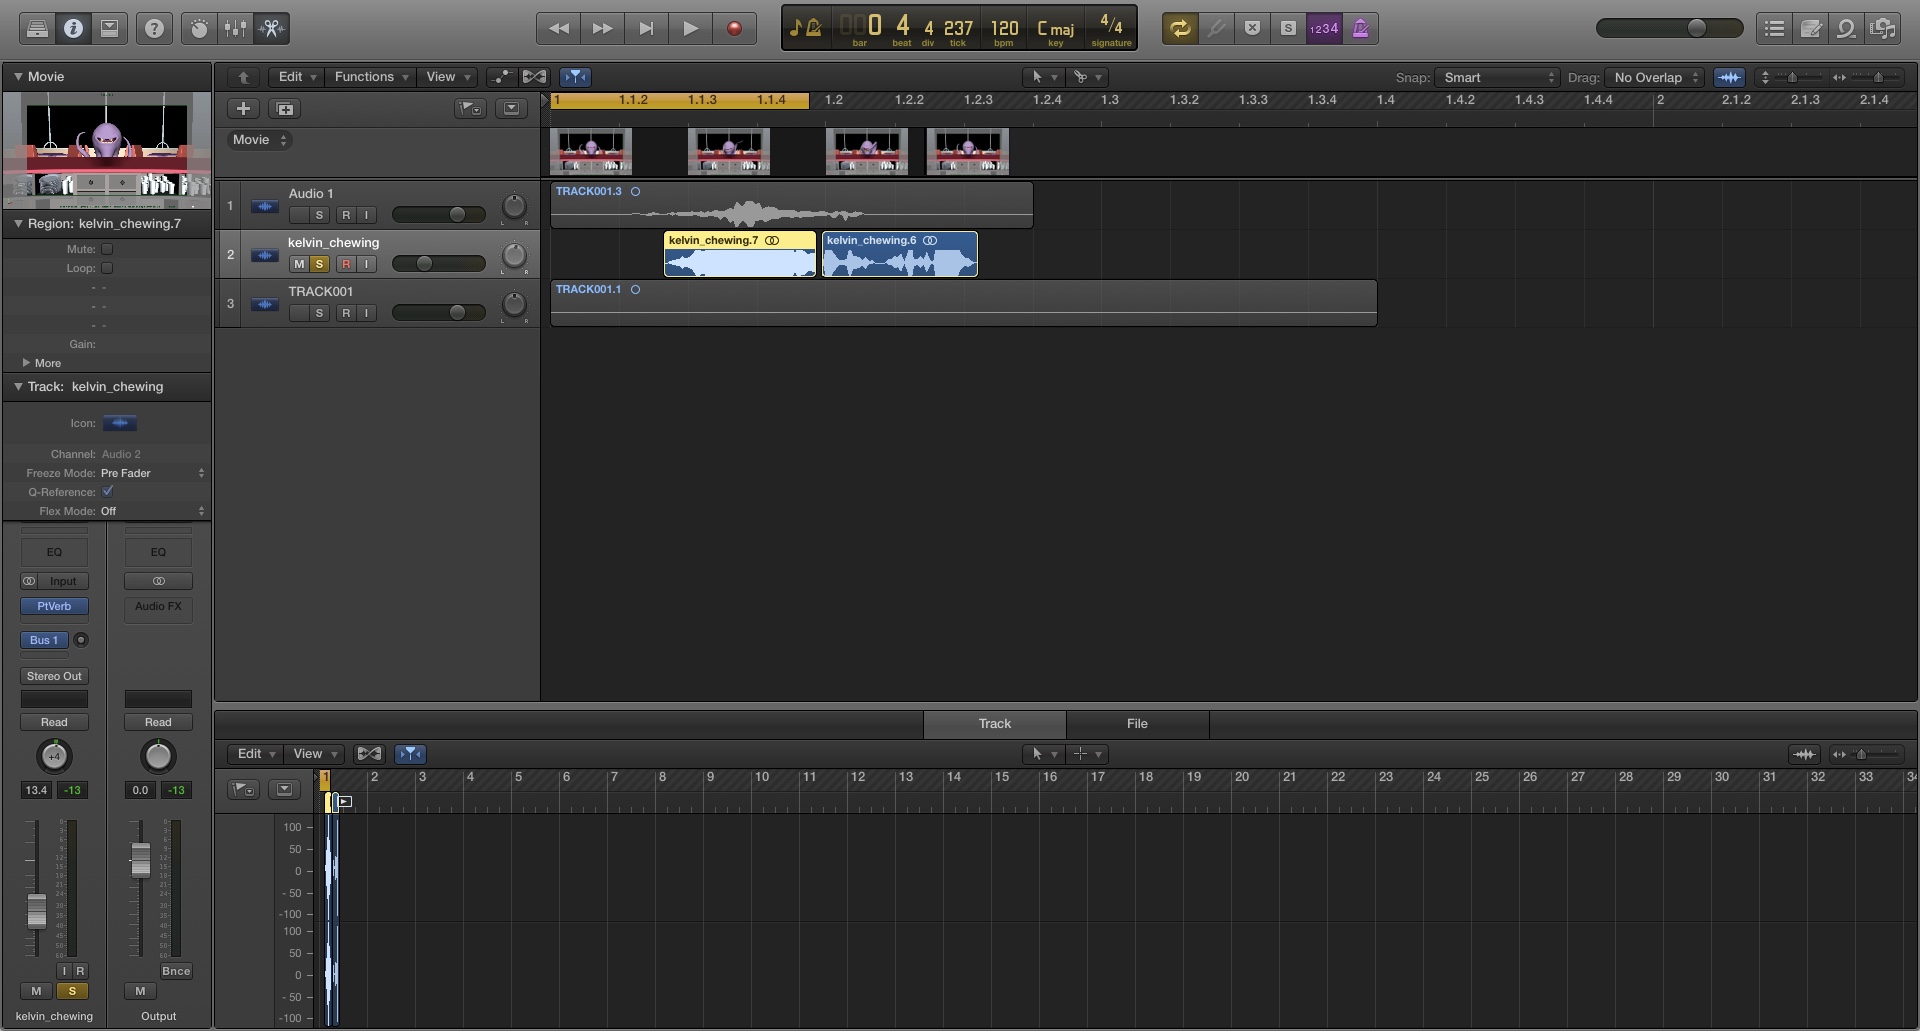 0 4 4 237 120 C maj 4/4
bar beat div tick bpm key signature
S 1234
Movie
Edit Functions View Snap: Smart Drag: No Overlap
1 1.1.2 1.1.3 1.1.4 1.2 1.2.2 1.2.3 1.2.4 1.3 1.3.2 1.3.3 1.3.4 1.4 1.4.2 1.4.3 1.4.4 2 2.1.2 2.1.3 2.1.4
Movie
1 Audio 1
S R I
TRACK001.3
2 kelvin_chewing
M S R I
kelvin_chewing.7 kelvin_chewing.6
3 TRACK001
S R I
TRACK001.1
Region: kelvin_chewing.7
Mute:
Loop:
- -
- -
- -
Gain:
More
Track: kelvin_chewing
Icon:
Channel: Audio 2
Freeze Mode: Pre Fader
Q-Reference:
Flex Mode: Off
EQ EQ
Input
PtVerb Audio FX
Bus 1
Stereo Out
Read Read
+4
13.4 -13 0.0 -13
I R Bnce
M S M
kelvin_chewing Output
Track File
Edit View
1 2 3 4 5 6 7 8 9 10 11 12 13 14 15 16 17 18 19 20 21 22 23 24 25 26 27 28 29 30 31 32 33 34
100
50
0
- 50
-100
100
50
0
- 50
-100